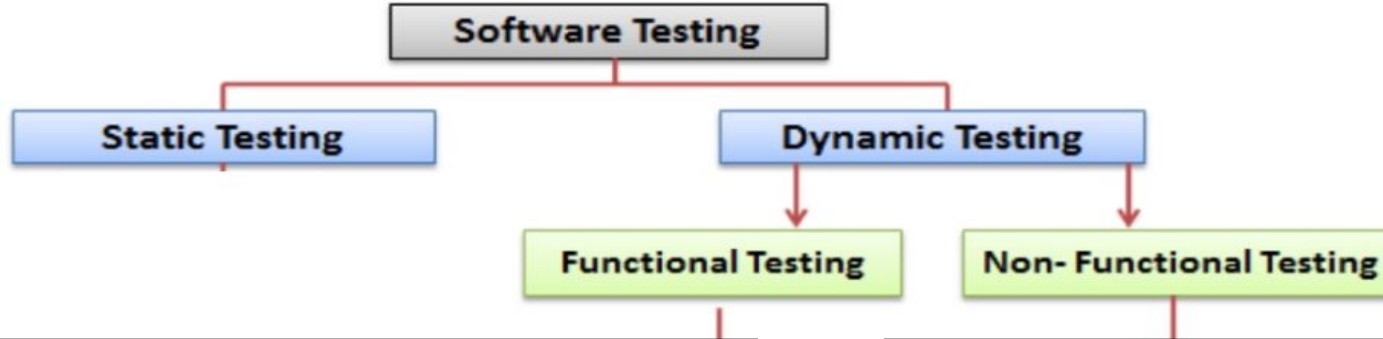 Software Testing
Static Testing
Dynamic Testing
Functional Testing
Non- Functional Testing